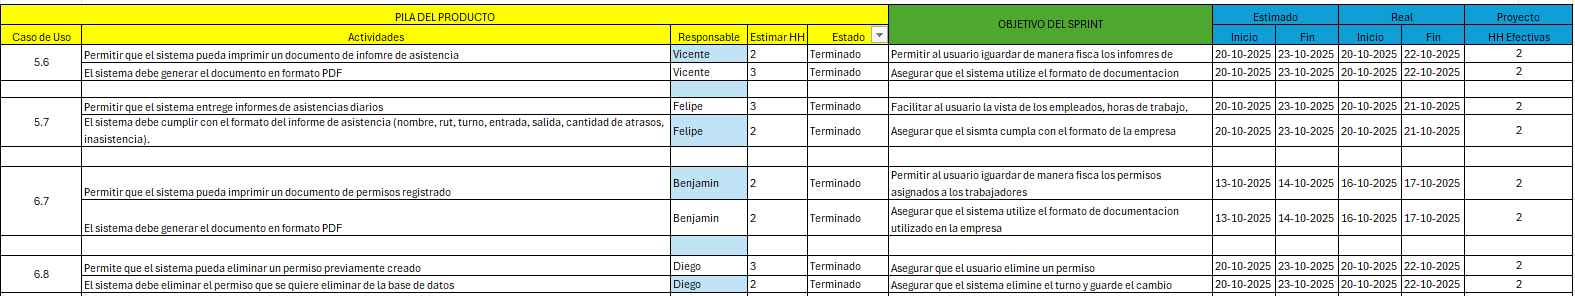 PILA DEL PRODUCTO OBJETIVO DEL SPRINT Estimado Real Proyecto
Caso de Uso Actividades Responsable Estimar HH Estado Inicio Fin Inicio Fin HH Efectivas
5.6 Permitir que el sistema pueda imprimir un documento de infomre de asistencia Vicente 2 Terminado Permitir al usuario iguardar de manera fisca los infomres de 20-10-2025 23-10-2025 20-10-2025 22-10-2025 2
El sistema debe generar el documento en formato PDF Vicente 3 Terminado Asegurar que el sistema utilize el formato de documentacion 20-10-2025 23-10-2025 20-10-2025 22-10-2025 2
5.7 Permitir que el sistema entrege informes de asistencias diarios Felipe 3 Terminado Facilitar al usuario la vista de los empleados, horas de trabajo, 20-10-2025 23-10-2025 20-10-2025 21-10-2025 2
El sistema debe cumplir con el formato del informe de asistencia (nombre, rut, turno, entrada, salida, cantidad de atrasos,
inasistencia). Felipe 2 Terminado Asegurar que el sismta cumpla con el formato de la empresa 20-10-2025 23-10-2025 20-10-2025 21-10-2025 2
6.7 Permitir que el sistema pueda imprimir un documento de permisos registrado Benjamin 2 Terminado Permitir al usuario iguardar de manera fisca los permisos
asignados a los trabajadores 13-10-2025 14-10-2025 16-10-2025 17-10-2025 2
El sistema debe generar el documento en formato PDF Benjamin 2 Terminado Asegurar que el sistema utilize el formato de documentacion
utilizado en la empresa 13-10-2025 14-10-2025 16-10-2025 17-10-2025 2
6.8 Permite que el sistema pueda eliminar un permiso previamente creado Diego 3 Terminado Asegurar que el usuario elimine un permiso 20-10-2025 23-10-2025 20-10-2025 22-10-2025 2
El sistema debe eliminar el permiso que se quiere eliminar de la base de datos Diego 2 Terminado Asegurar que el sistema elimine el turno y guarde el cambio 20-10-2025 23-10-2025 20-10-2025 22-10-2025 2